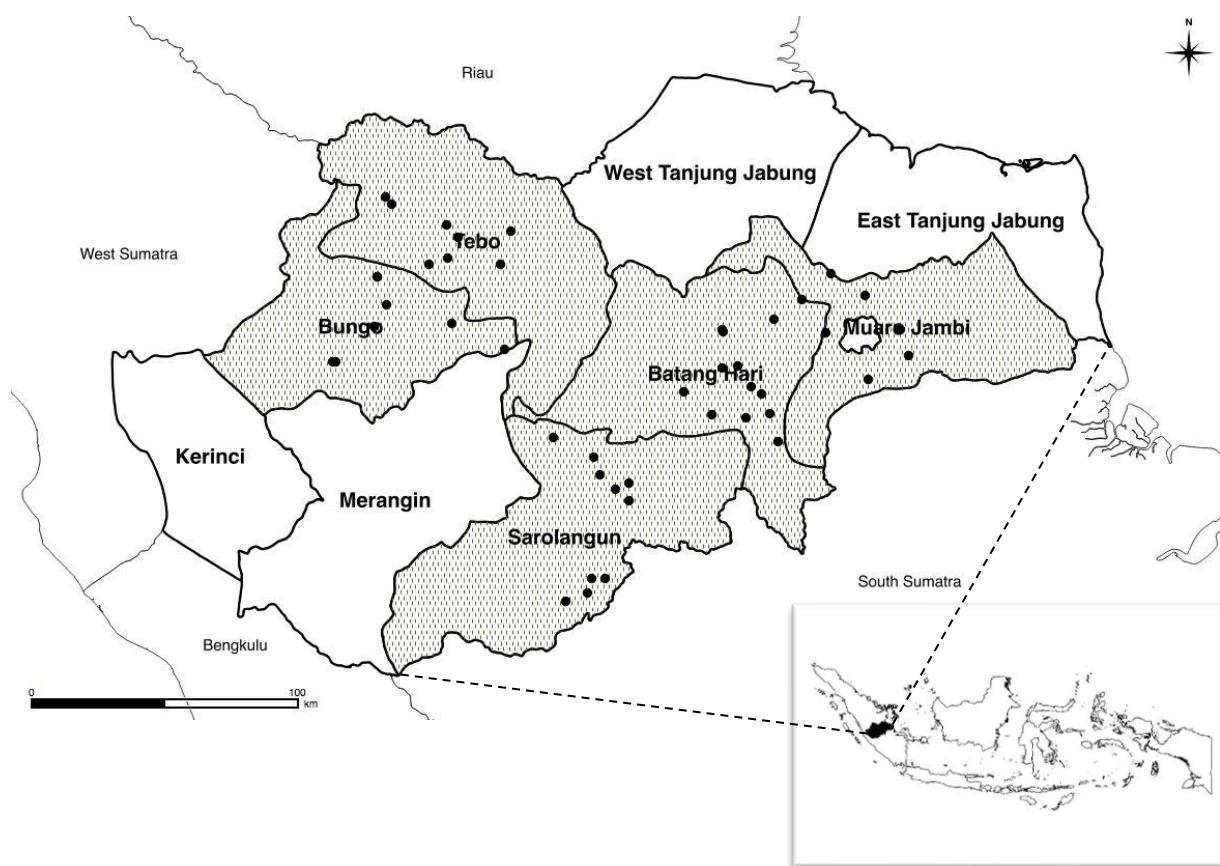 N
Riau
West Tanjung Jabung
East Tanjung Jabung
Tebo
West Sumatra
Bungo
Muaro Jambi
Batang Hari
Kerinci
Merangin
Sarolangun
South Sumatra
Bengkulu
0 100
km